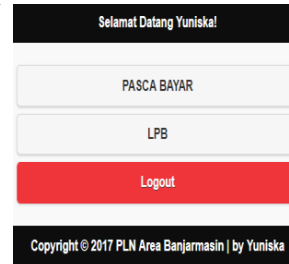 Selamat Datang Yuniska!
PASCA BAYAR
LPB
Logout
Copyright © 2017 PLN Area Banjarmasin | by Yuniska